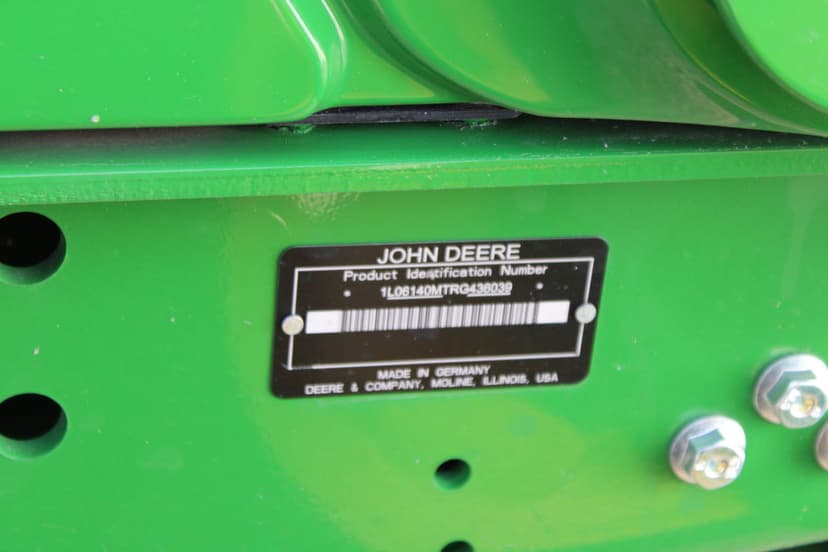 JOHN DEERE
Product Identification Number
* 1L06140MTRG436039 *
MADE IN GERMANY
DEERE & COMPANY, MOLINE, ILLINOIS, USA